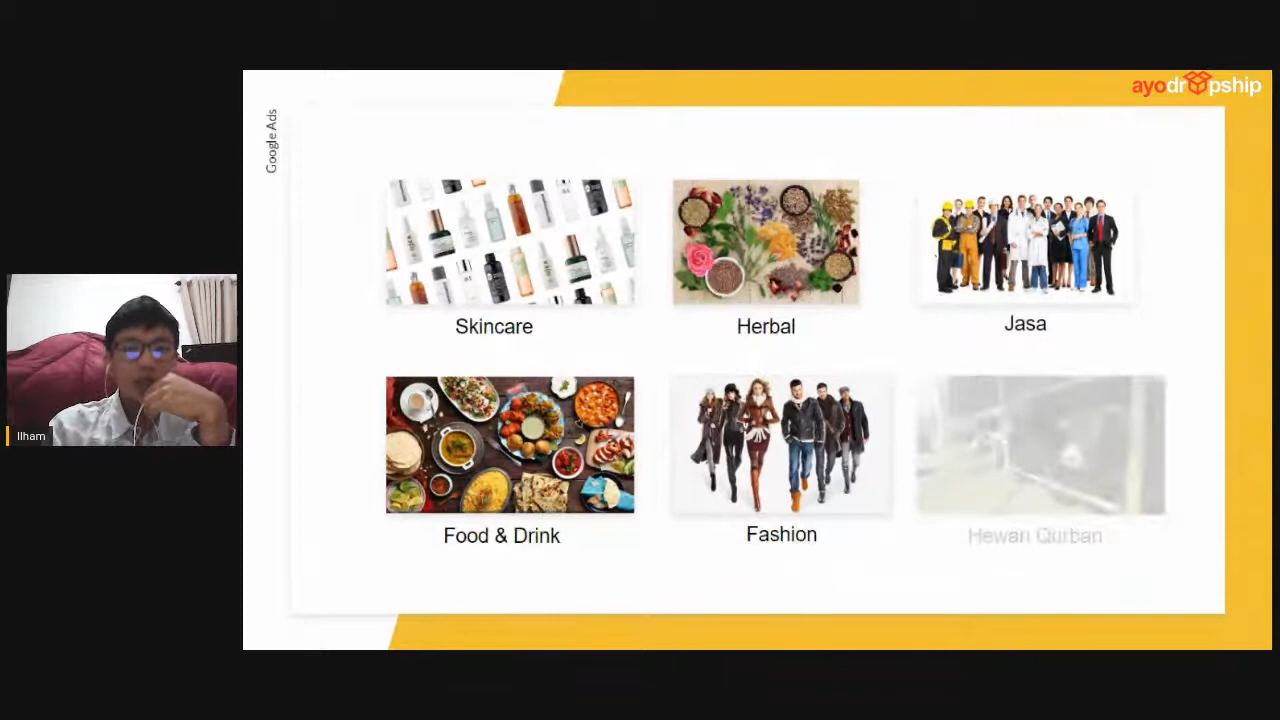 ayodropship
Google Ads
Skincare
Herbal
Jasa
Food & Drink
Fashion
Hewan Qurban
Ilham